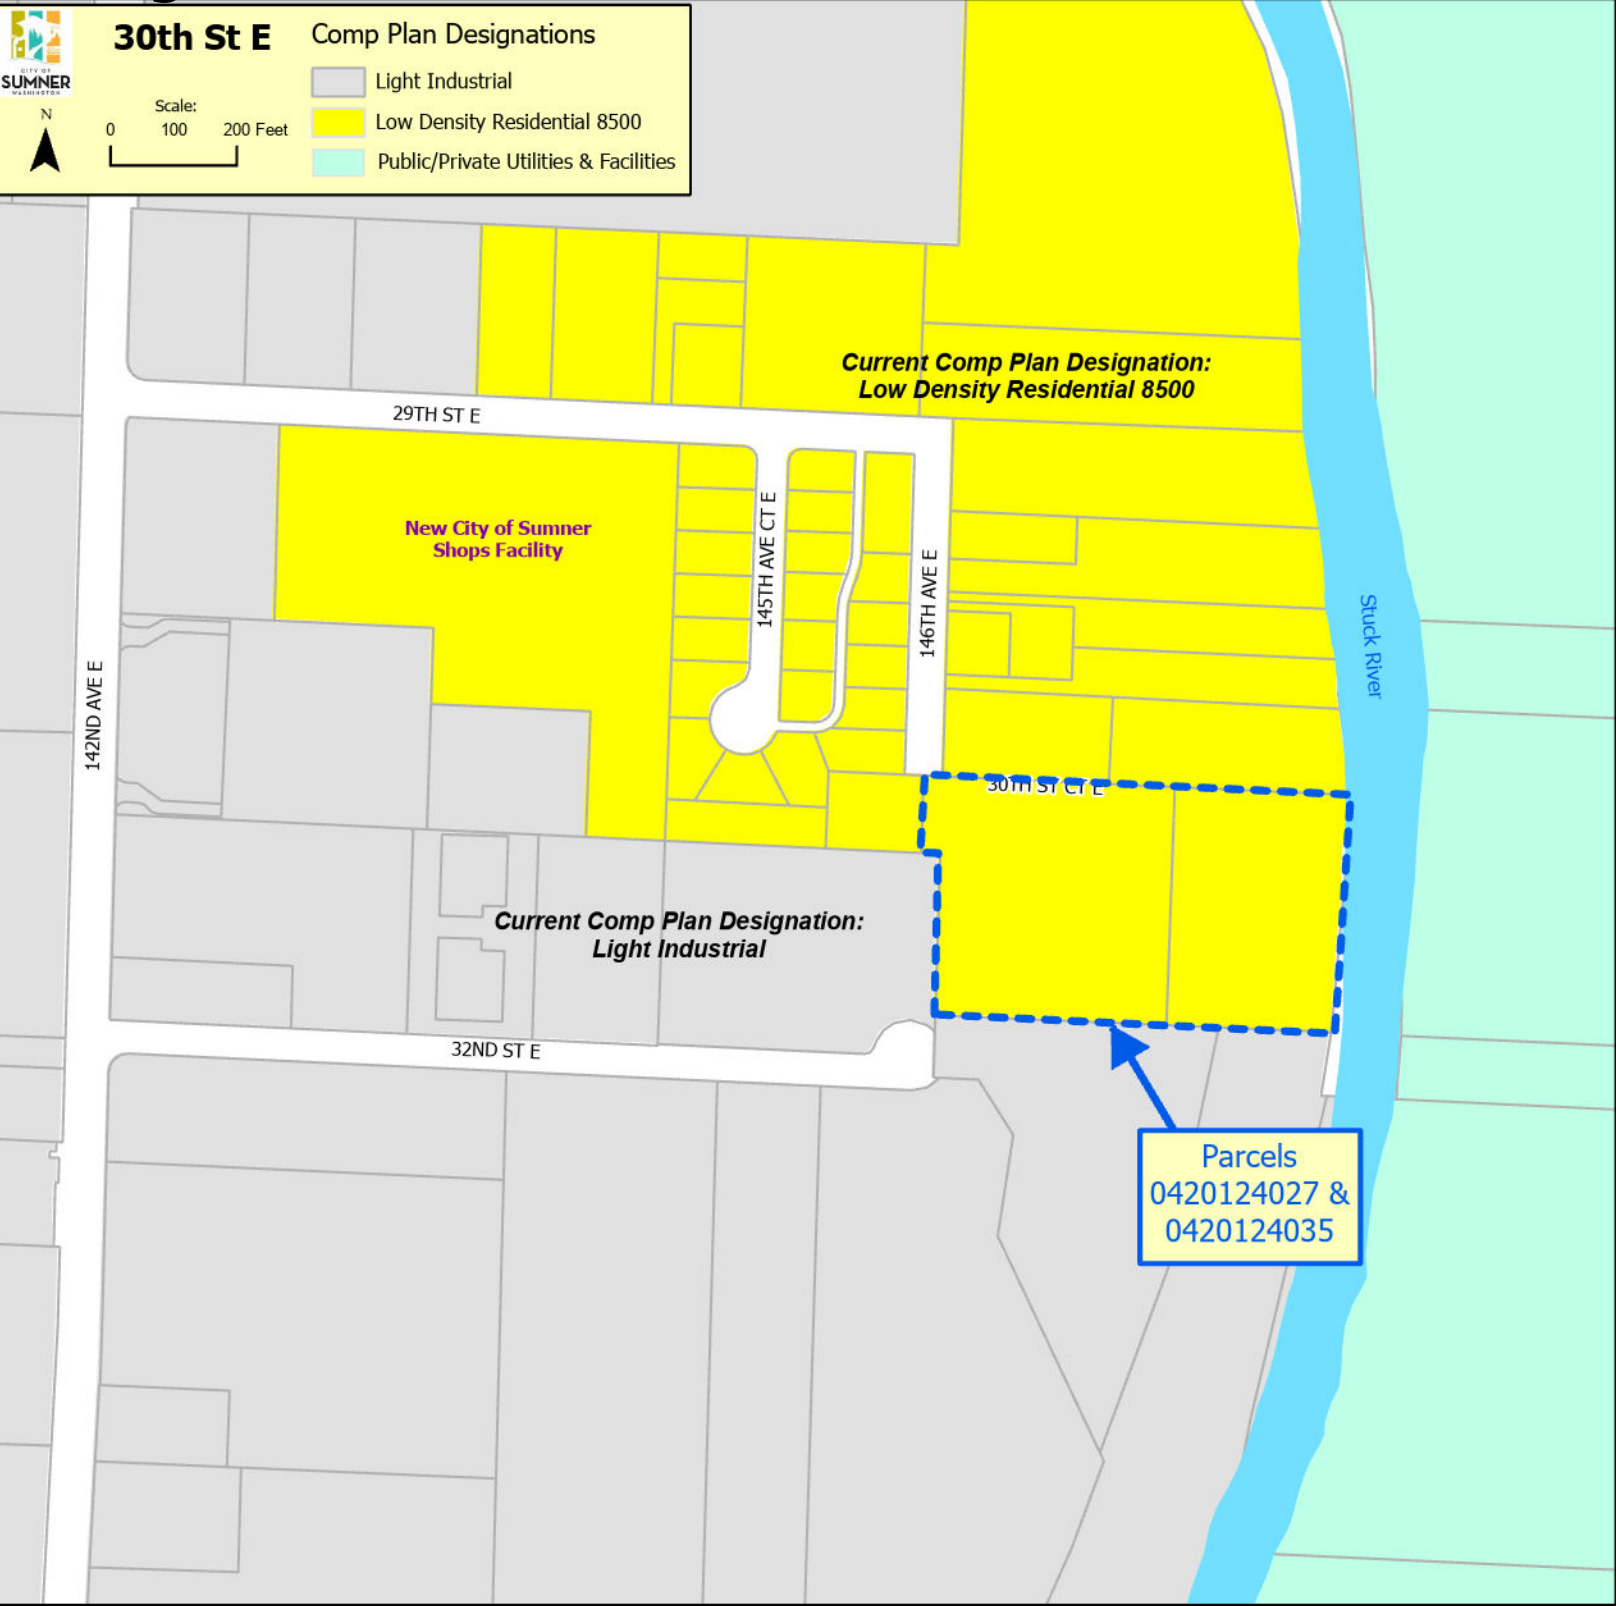 CITY OF
SUMNER
WASHINGTON
30th St E
N
Scale:
0 100 200 Feet
Comp Plan Designations
Light Industrial
Low Density Residential 8500
Public/Private Utilities & Facilities
Current Comp Plan Designation:
Low Density Residential 8500
29TH ST E
New City of Sumner
Shops Facility
145TH AVE CT E
146TH AVE E
Stuck River
142ND AVE E
30TH ST CT E
Current Comp Plan Designation:
Light Industrial
32ND ST E
Parcels
0420124027 &
0420124035